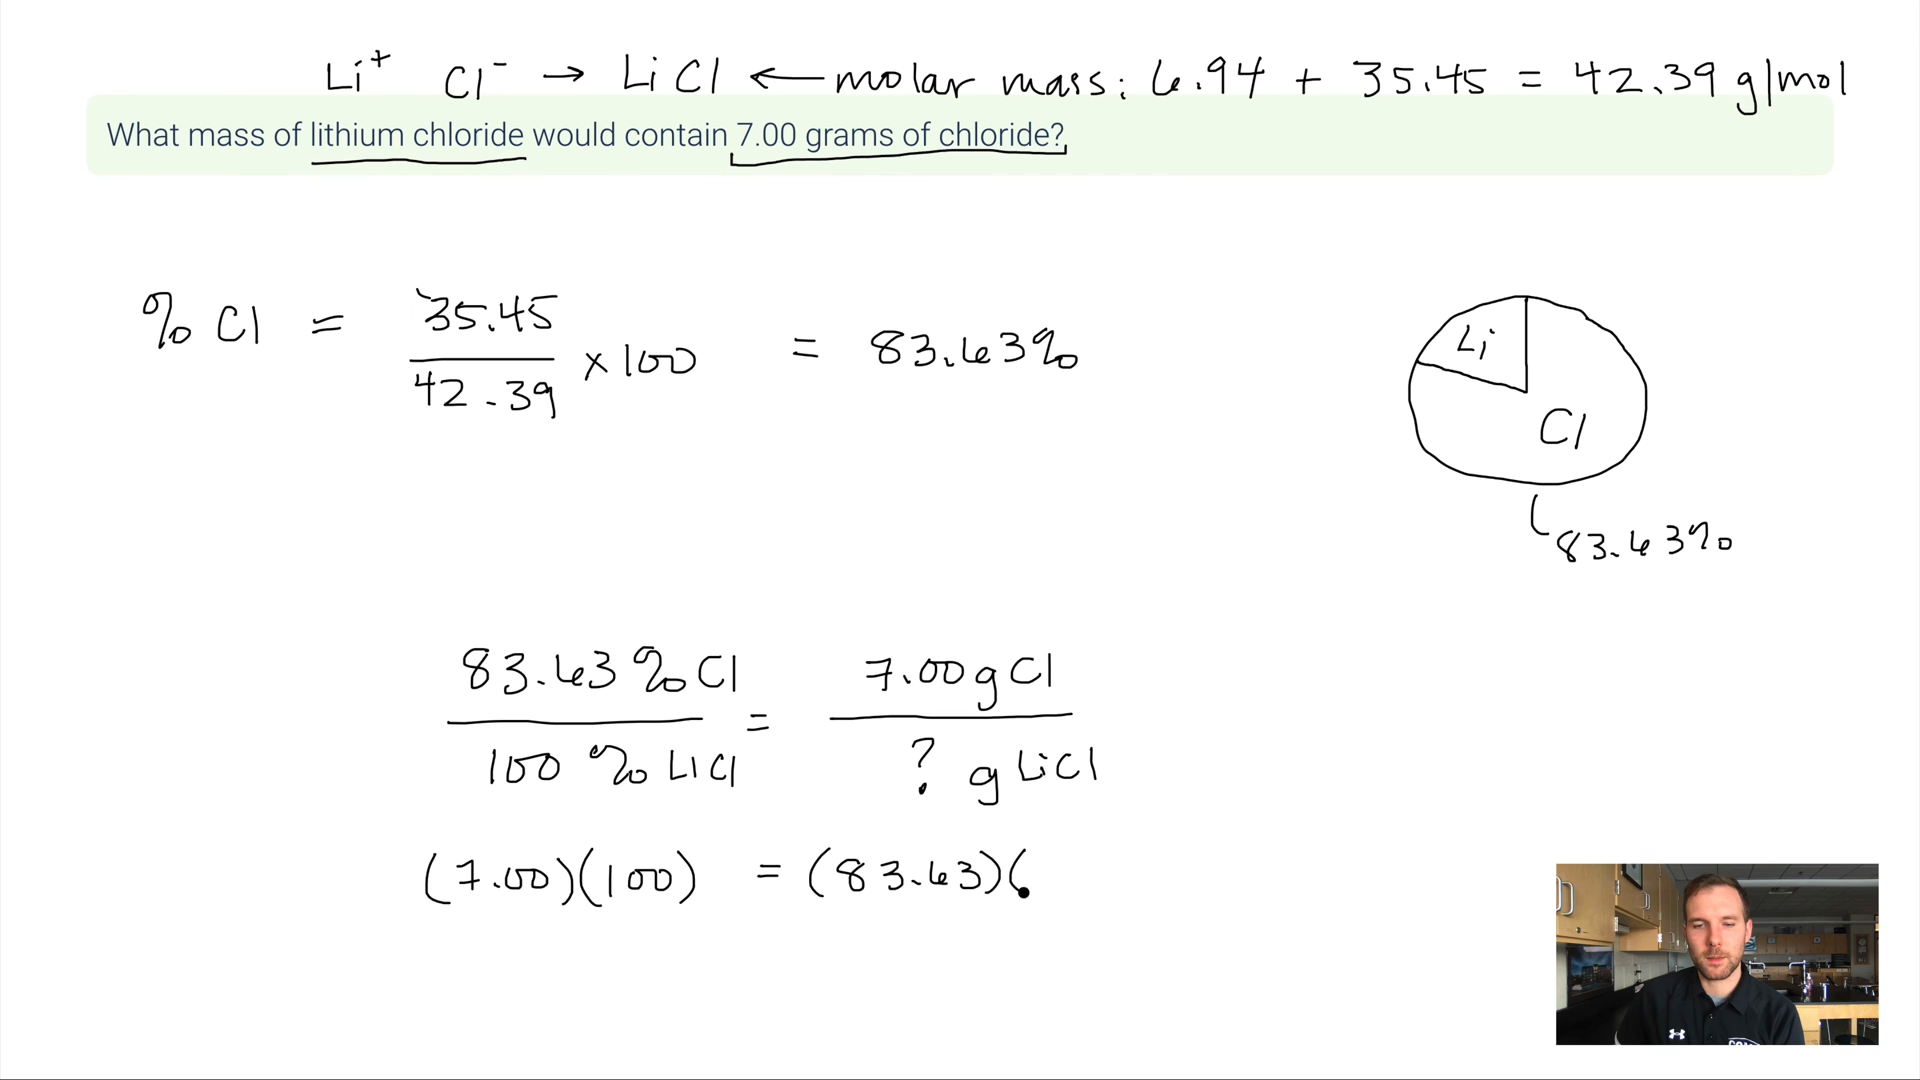 Li⁺ Cl⁻ → LiCl ← molar mass: 6.94 + 35.45 = 42.39 g/mol
What mass of lithium chloride would contain 7.00 grams of chloride?
% Cl = 35.45 / 42.39 x 100 = 83.63%
Li
Cl
83.63%
83.63 % Cl / 100 % LiCl = 7.00 g Cl / ? g LiCl
(7.00)(100) = (83.63)(